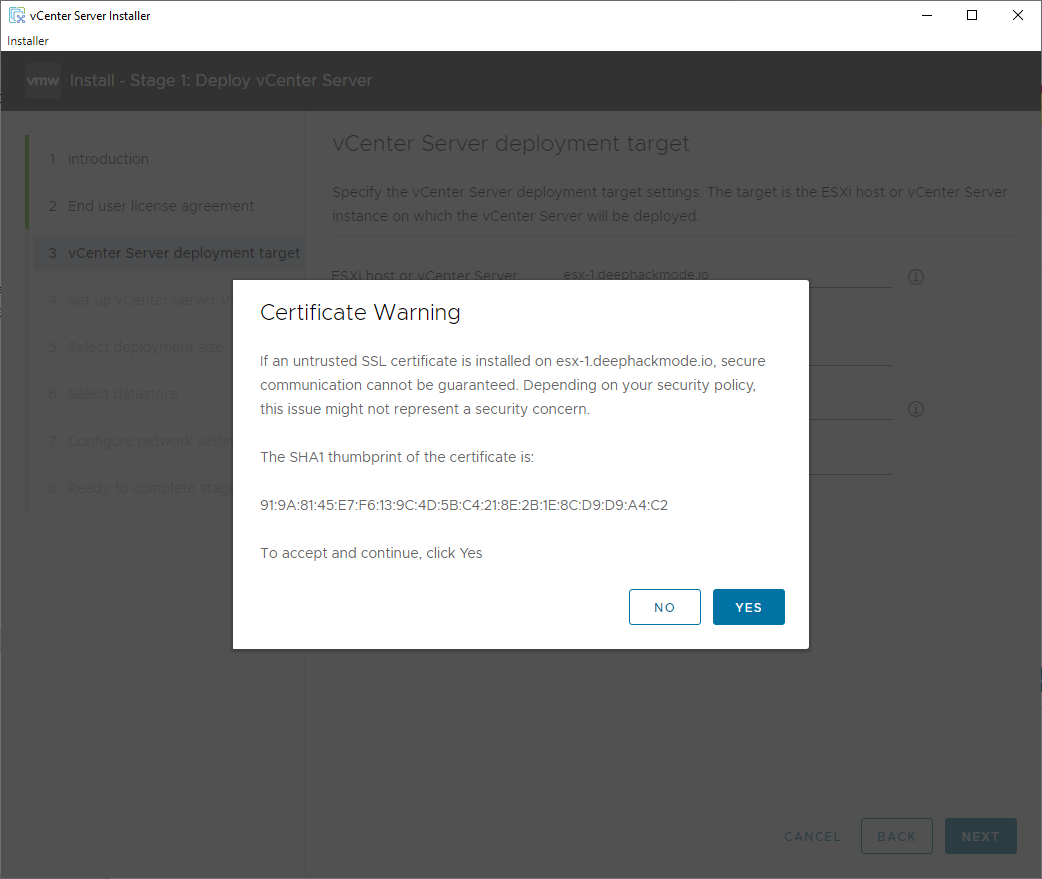 vCenter Server Installer
Installer
vmw Install - Stage 1: Deploy vCenter Server
1 Introduction
2 End user license agreement
3 vCenter Server deployment target
4 Set up vCenter Server V
5 Select deployment size
6 Select datastore
7 Configure network settin
8 Ready to complete stage
vCenter Server deployment target
Specify the vCenter Server deployment target settings. The target is the ESXi host or vCenter Server
instance on which the vCenter Server will be deployed.
ESXi host or vCenter Server esx-1.deephackmode.io
Certificate Warning
If an untrusted SSL certificate is installed on esx-1.deephackmode.io, secure
communication cannot be guaranteed. Depending on your security policy,
this issue might not represent a security concern.
The SHA1 thumbprint of the certificate is:
91:9A:81:45:E7:F6:13:9C:4D:5B:C4:21:8E:2B:1E:8C:D9:D9:A4:C2
To accept and continue, click Yes
NO YES
CANCEL BACK NEXT